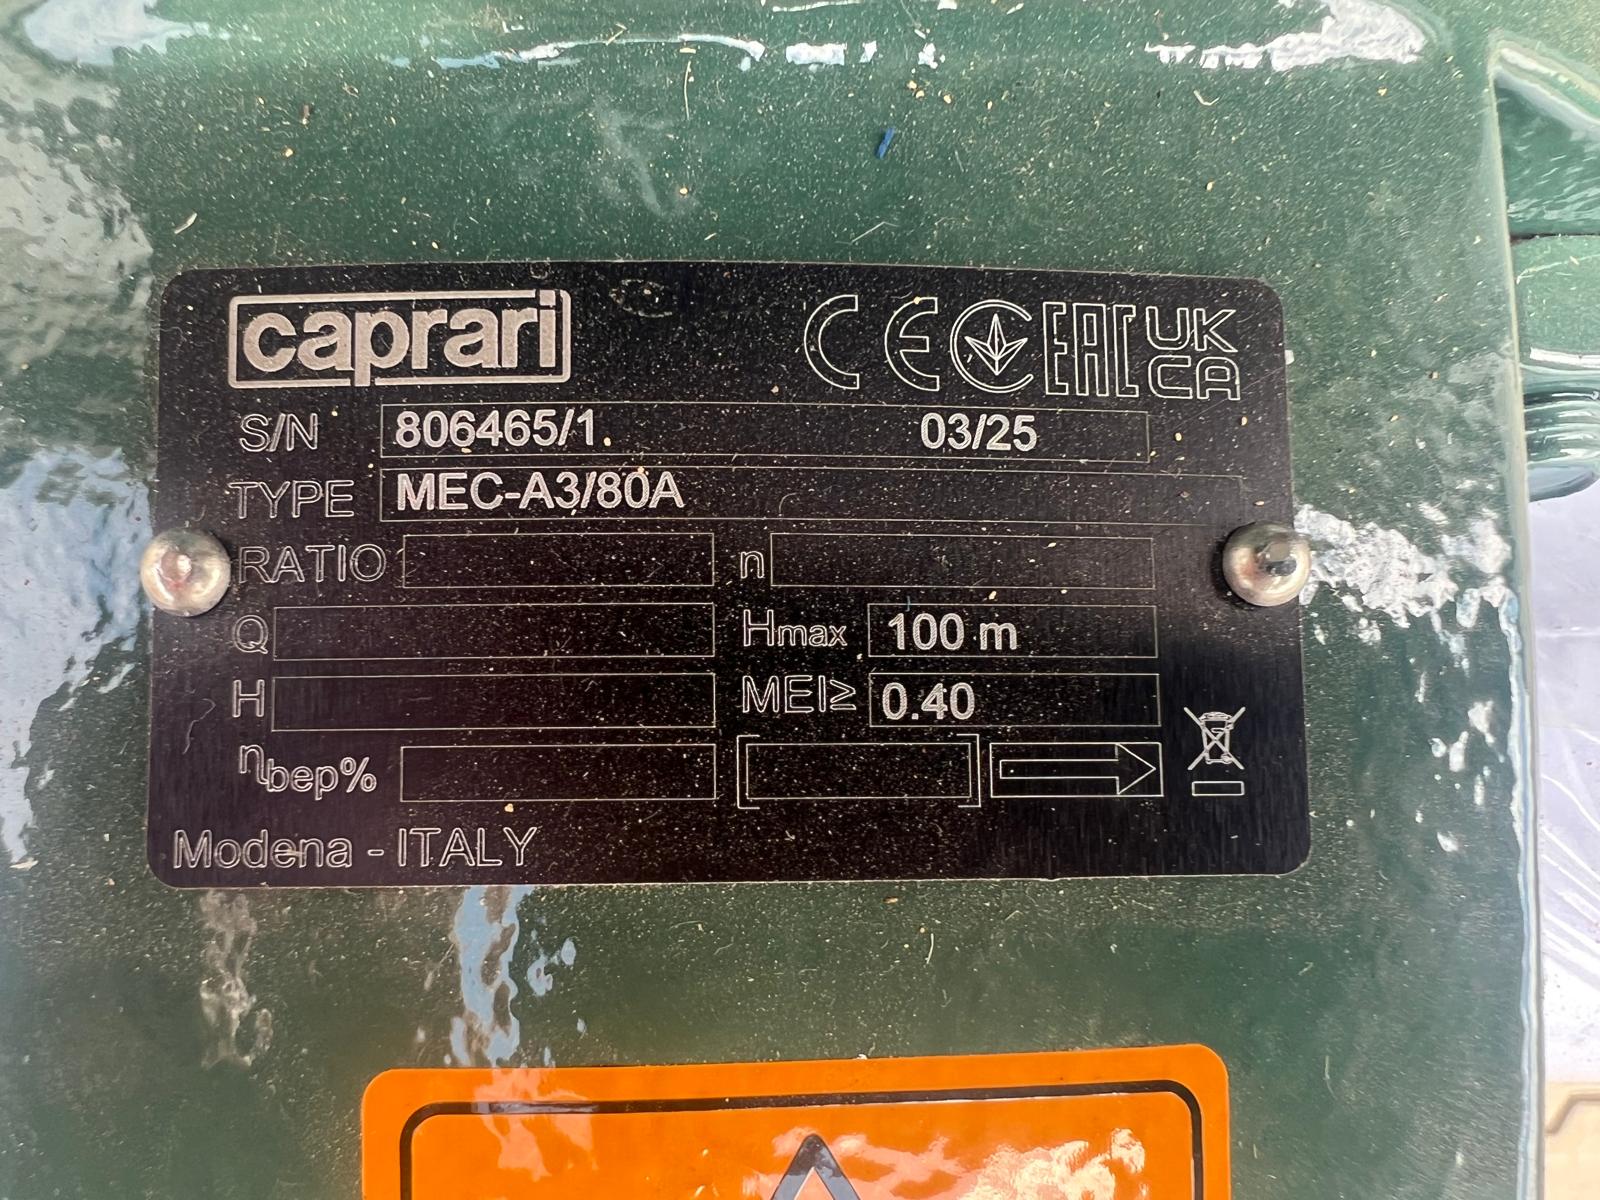 caprari
CE CE EAC UK CA
S/N 806465/1 03/25
TYPE MEC-A3/80A
RATIO n
Q Hmax 100 m
H MEI≥ 0.40
ηbep%
Modena - ITALY